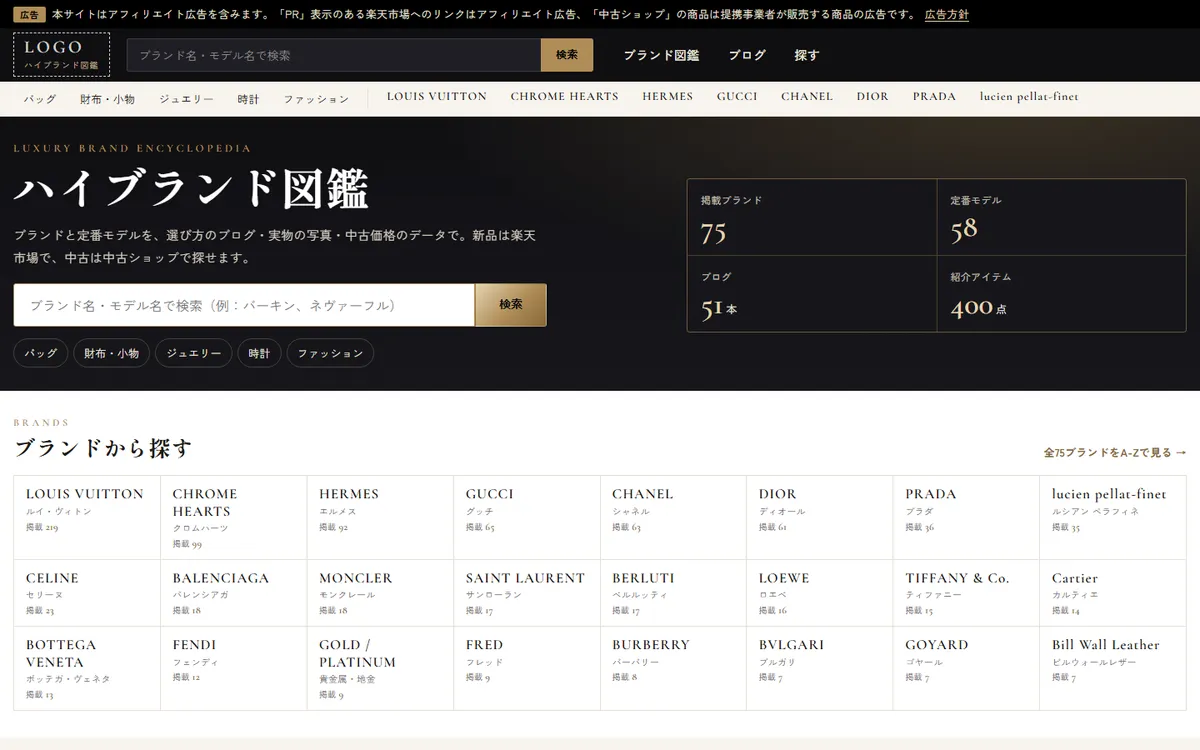 広告 本サイトはアフィリエイト広告を含みます。「PR」表示のある楽天市場へのリンクはアフィリエイト広告、「中古ショップ」の商品は提携事業者が販売する商品の広告です。 広告方針
LOGO
ハイブランド図鑑
ブランド名・モデル名で検索 検索 ブランド図鑑 ブログ 探す
バッグ 財布・小物 ジュエリー 時計 ファッション LOUIS VUITTON CHROME HEARTS HERMES GUCCI CHANEL DIOR PRADA lucien pellat-finet
LUXURY BRAND ENCYCLOPEDIA
ハイブランド図鑑
ブランドと定番モデルを、選び方のブログ・実物の写真・中古価格のデータで。新品は楽天
市場で、中古は中古ショップで探せます。
ブランド名・モデル名で検索（例：バーキン、ネヴァーフル） 検索
バッグ 財布・小物 ジュエリー 時計 ファッション
掲載ブランド
75
定番モデル
58
ブログ
51本
紹介アイテム
400点
BRANDS
ブランドから探す
全75ブランドをA-Zで見る →
LOUIS VUITTON
ルイ・ヴィトン
掲載 219
CHROME
HEARTS
クロムハーツ
掲載 99
HERMES
エルメス
掲載 92
GUCCI
グッチ
掲載 65
CHANEL
シャネル
掲載 63
DIOR
ディオール
掲載 61
PRADA
プラダ
掲載 36
lucien pellat-finet
ルシアン ペラフィネ
掲載 35
CELINE
セリーヌ
掲載 23
BALENCIAGA
バレンシアガ
掲載 18
MONCLER
モンクレール
掲載 18
SAINT LAURENT
サンローラン
掲載 17
BERLUTI
ベルルッティ
掲載 17
LOEWE
ロエベ
掲載 16
TIFFANY & Co.
ティファニー
掲載 15
Cartier
カルティエ
掲載 14
BOTTEGA
VENETA
ボッテガ・ヴェネタ
掲載 13
FENDI
フェンディ
掲載 12
GOLD /
PLATINUM
貴金属・地金
掲載 9
FRED
フレッド
掲載 9
BURBERRY
バーバリー
掲載 8
BVLGARI
ブルガリ
掲載 7
GOYARD
ゴヤール
掲載 7
Bill Wall Leather
ビルウォールレザー
掲載 7